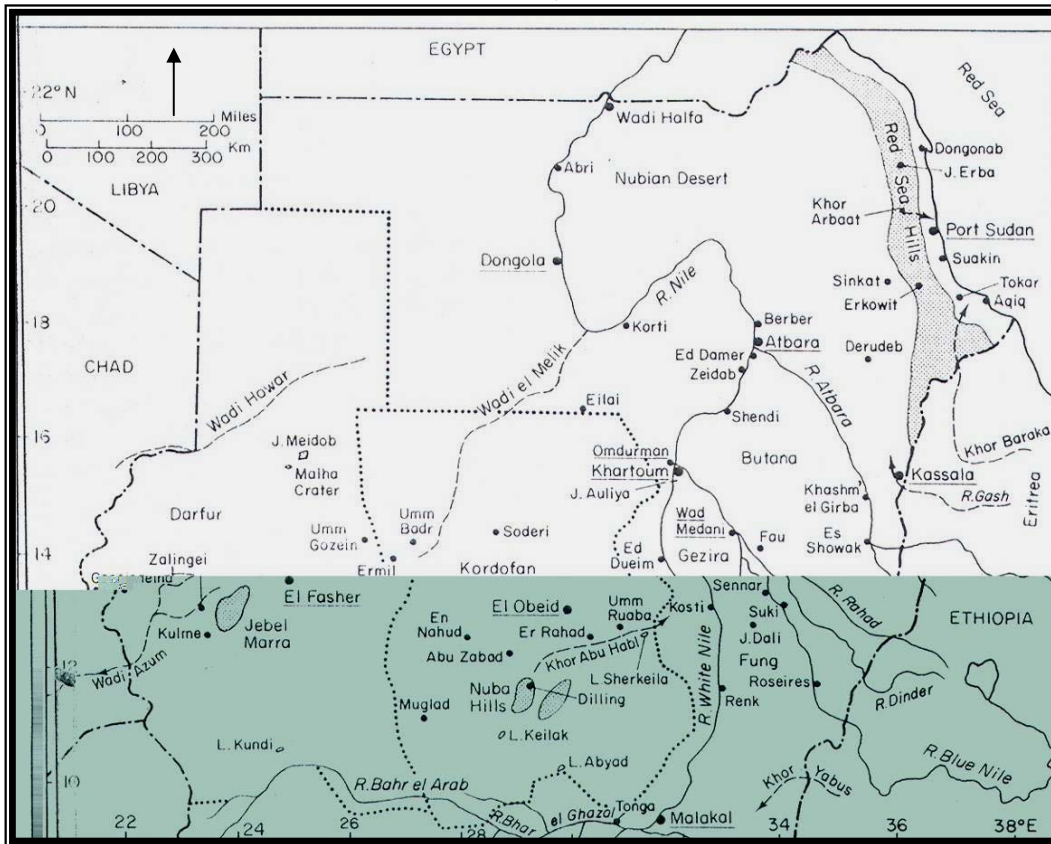 EGYPT
Red Sea
22°N
0 100 200 Miles
0 100 200 300 Km
Wadi Halfa
Dongonab
J. Erba
Abri
Nubian Desert
Red Sea Hills
LIBYA
20
Khor
Arbaat
Port Sudan
Suakin
Dongola
R. Nile
Sinkat
Erkowit
Tokar
Aqiq
18
Korti
Berber
Atbara
Ed Damer
Zeidab
Derudeb
CHAD
Wadi Howar
Wadi el Melik
R. Atbara
Eilai
Shendi
16
J. Meidob
Malha
Crater
Omdurman
Khartoum
J. Auliya
Butana
Khor Baraka
Kassala
R. Gash
Eritrea
Khashm
el Girba
Darfur
Umm
Gozein
Umm
Badr
Soderi
Wad
Medani
Fau
Es
Showak
14
Zalingei
Ermil
Kordofan
Ed
Dueim
Gezira
El Fasher
El Obeid
Umm
Ruaba
Kosti
Sennar
Suki
R. Rahad
ETHIOPIA
Kulme
Jebel
Marra
En
Nahud
Er Rahad
J. Dali
Wadi Azum
12
Abu Zabad
Khor Abu Habl
Fung
L. Sherkeila
Roseires
Nuba
Hills
Dilling
R. White Nile
Renk
R. Dinder
Muglad
L. Kundi
L. Keilak
10
L. Abyad
R. Blue Nile
Khor Yabus
R. Bahr el Arab
R. Bhar el Ghazal
Tonga
Malakal
22
24
26
28
34
36
38°E